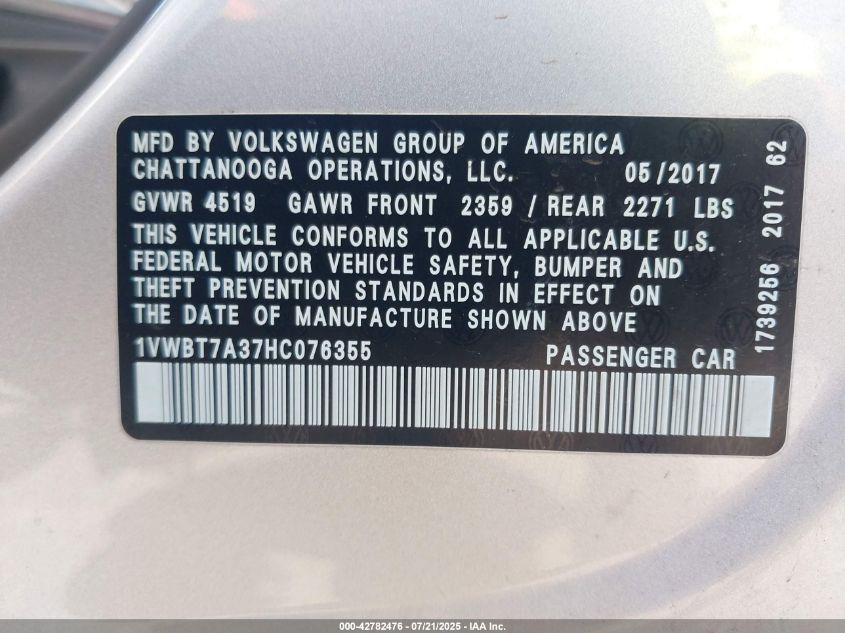 MFD BY VOLKSWAGEN GROUP OF AMERICA
CHATTANOOGA OPERATIONS, LLC. 05/2017
GVWR 4519 GAWR FRONT 2359 / REAR 2271 LBS
THIS VEHICLE CONFORMS TO ALL APPLICABLE U.S.
FEDERAL MOTOR VEHICLE SAFETY, BUMPER AND
THEFT PREVENTION STANDARDS IN EFFECT ON
THE DATE OF MANUFACTURE SHOWN ABOVE
1VWBT7A37HC076355 PASSENGER CAR
1739256 2017 62
000-42782476 - 07/21/2025 - IAA Inc.